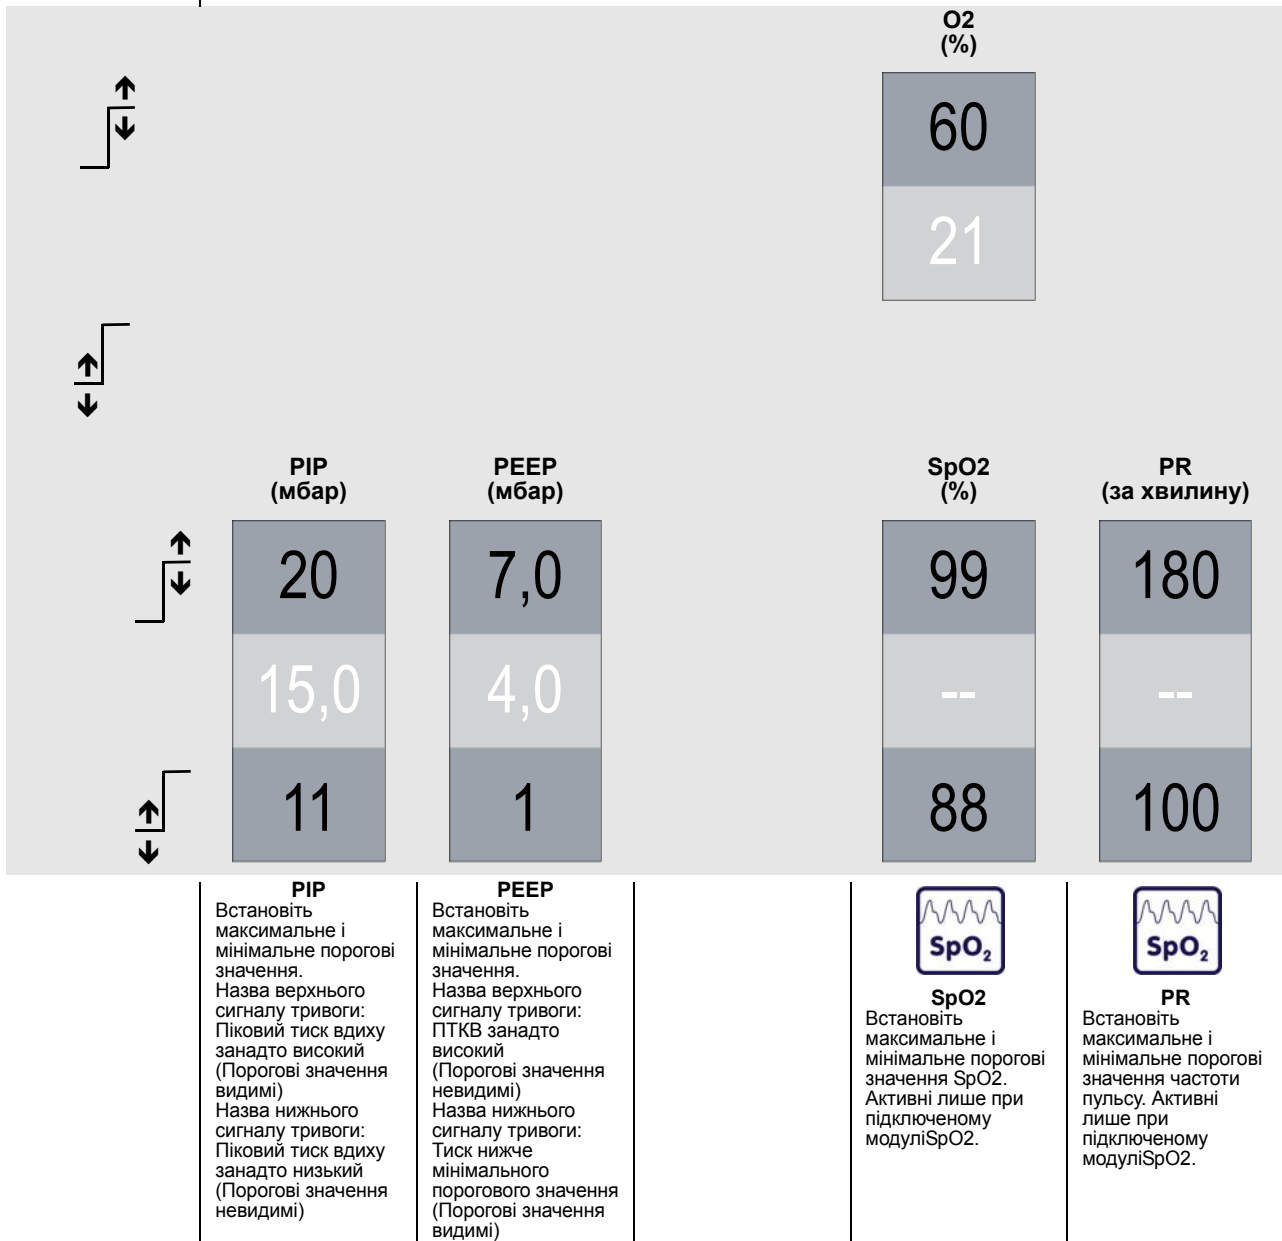 O2
(%)
60
21
PIP
(мбар)
PEEP
(мбар)
SpO2
(%)
PR
(за хвилину)
20
7,0
99
180
15,0
4,0
--
--
11
1
88
100
PIP
Встановіть
максимальне і
мінімальне порогові
значення.
Назва верхнього
сигналу тривоги:
Піковий тиск вдиху
занадто високий
(Порогові значення
видимі)
Назва нижнього
сигналу тривоги:
Піковий тиск вдиху
занадто низький
(Порогові значення
невидимі)
PEEP
Встановіть
максимальне і
мінімальне порогові
значення.
Назва верхнього
сигналу тривоги:
ПТКВ занадто
високий
(Порогові значення
невидимі)
Назва нижнього
сигналу тривоги:
Тиск нижче
мінімального
порогового значення
(Порогові значення
видимі)
SpO2
SpO2
Встановіть
максимальне і
мінімальне порогові
значення SpO2.
Активні лише при
підключеному
модуліSpO2.
SpO2
PR
Встановіть
максимальне і
мінімальне порогові
значення частоти
пульсу. Активні
лише при
підключеному
модуліSpO2.